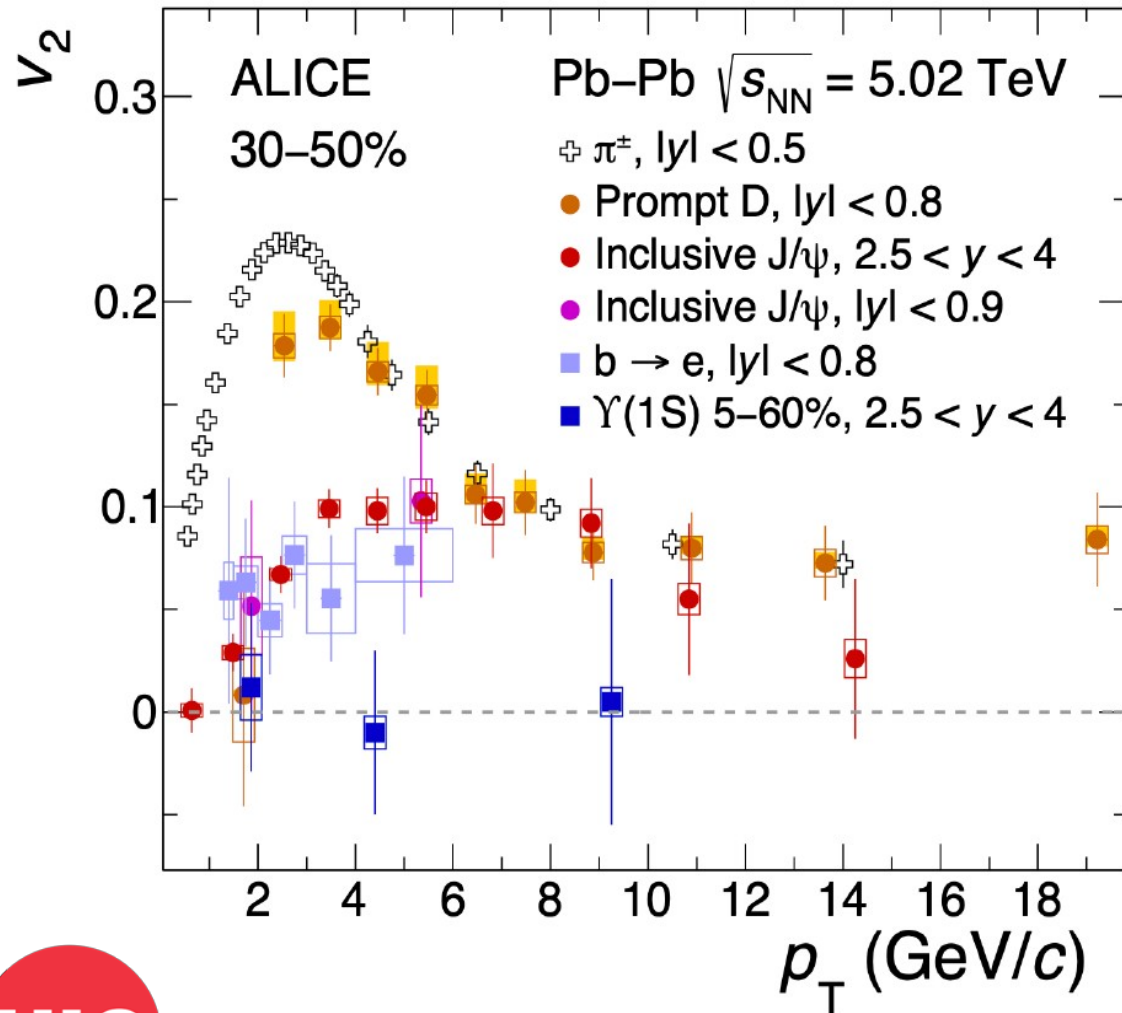 v₂
ALICE
30–50%
Pb–Pb √sNN = 5.02 TeV
π±, |y| < 0.5
Prompt D, |y| < 0.8
Inclusive J/ψ, 2.5 < y < 4
Inclusive J/ψ, |y| < 0.9
b → e, |y| < 0.8
ϒ(1S) 5–60%, 2.5 < y < 4
0.3
0.2
0.1
0
2 4 6 8 10 12 14 16 18
pT (GeV/c)